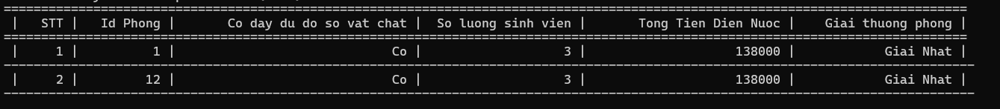 | STT | Id Phong | Co day du do so vat chat | So luong sinh vien | Tong Tien Dien Nuoc | Giai thuong phong |
| 1 | 1 | Co | 3 | 138000 | Giai Nhat |
| 2 | 12 | Co | 3 | 138000 | Giai Nhat |